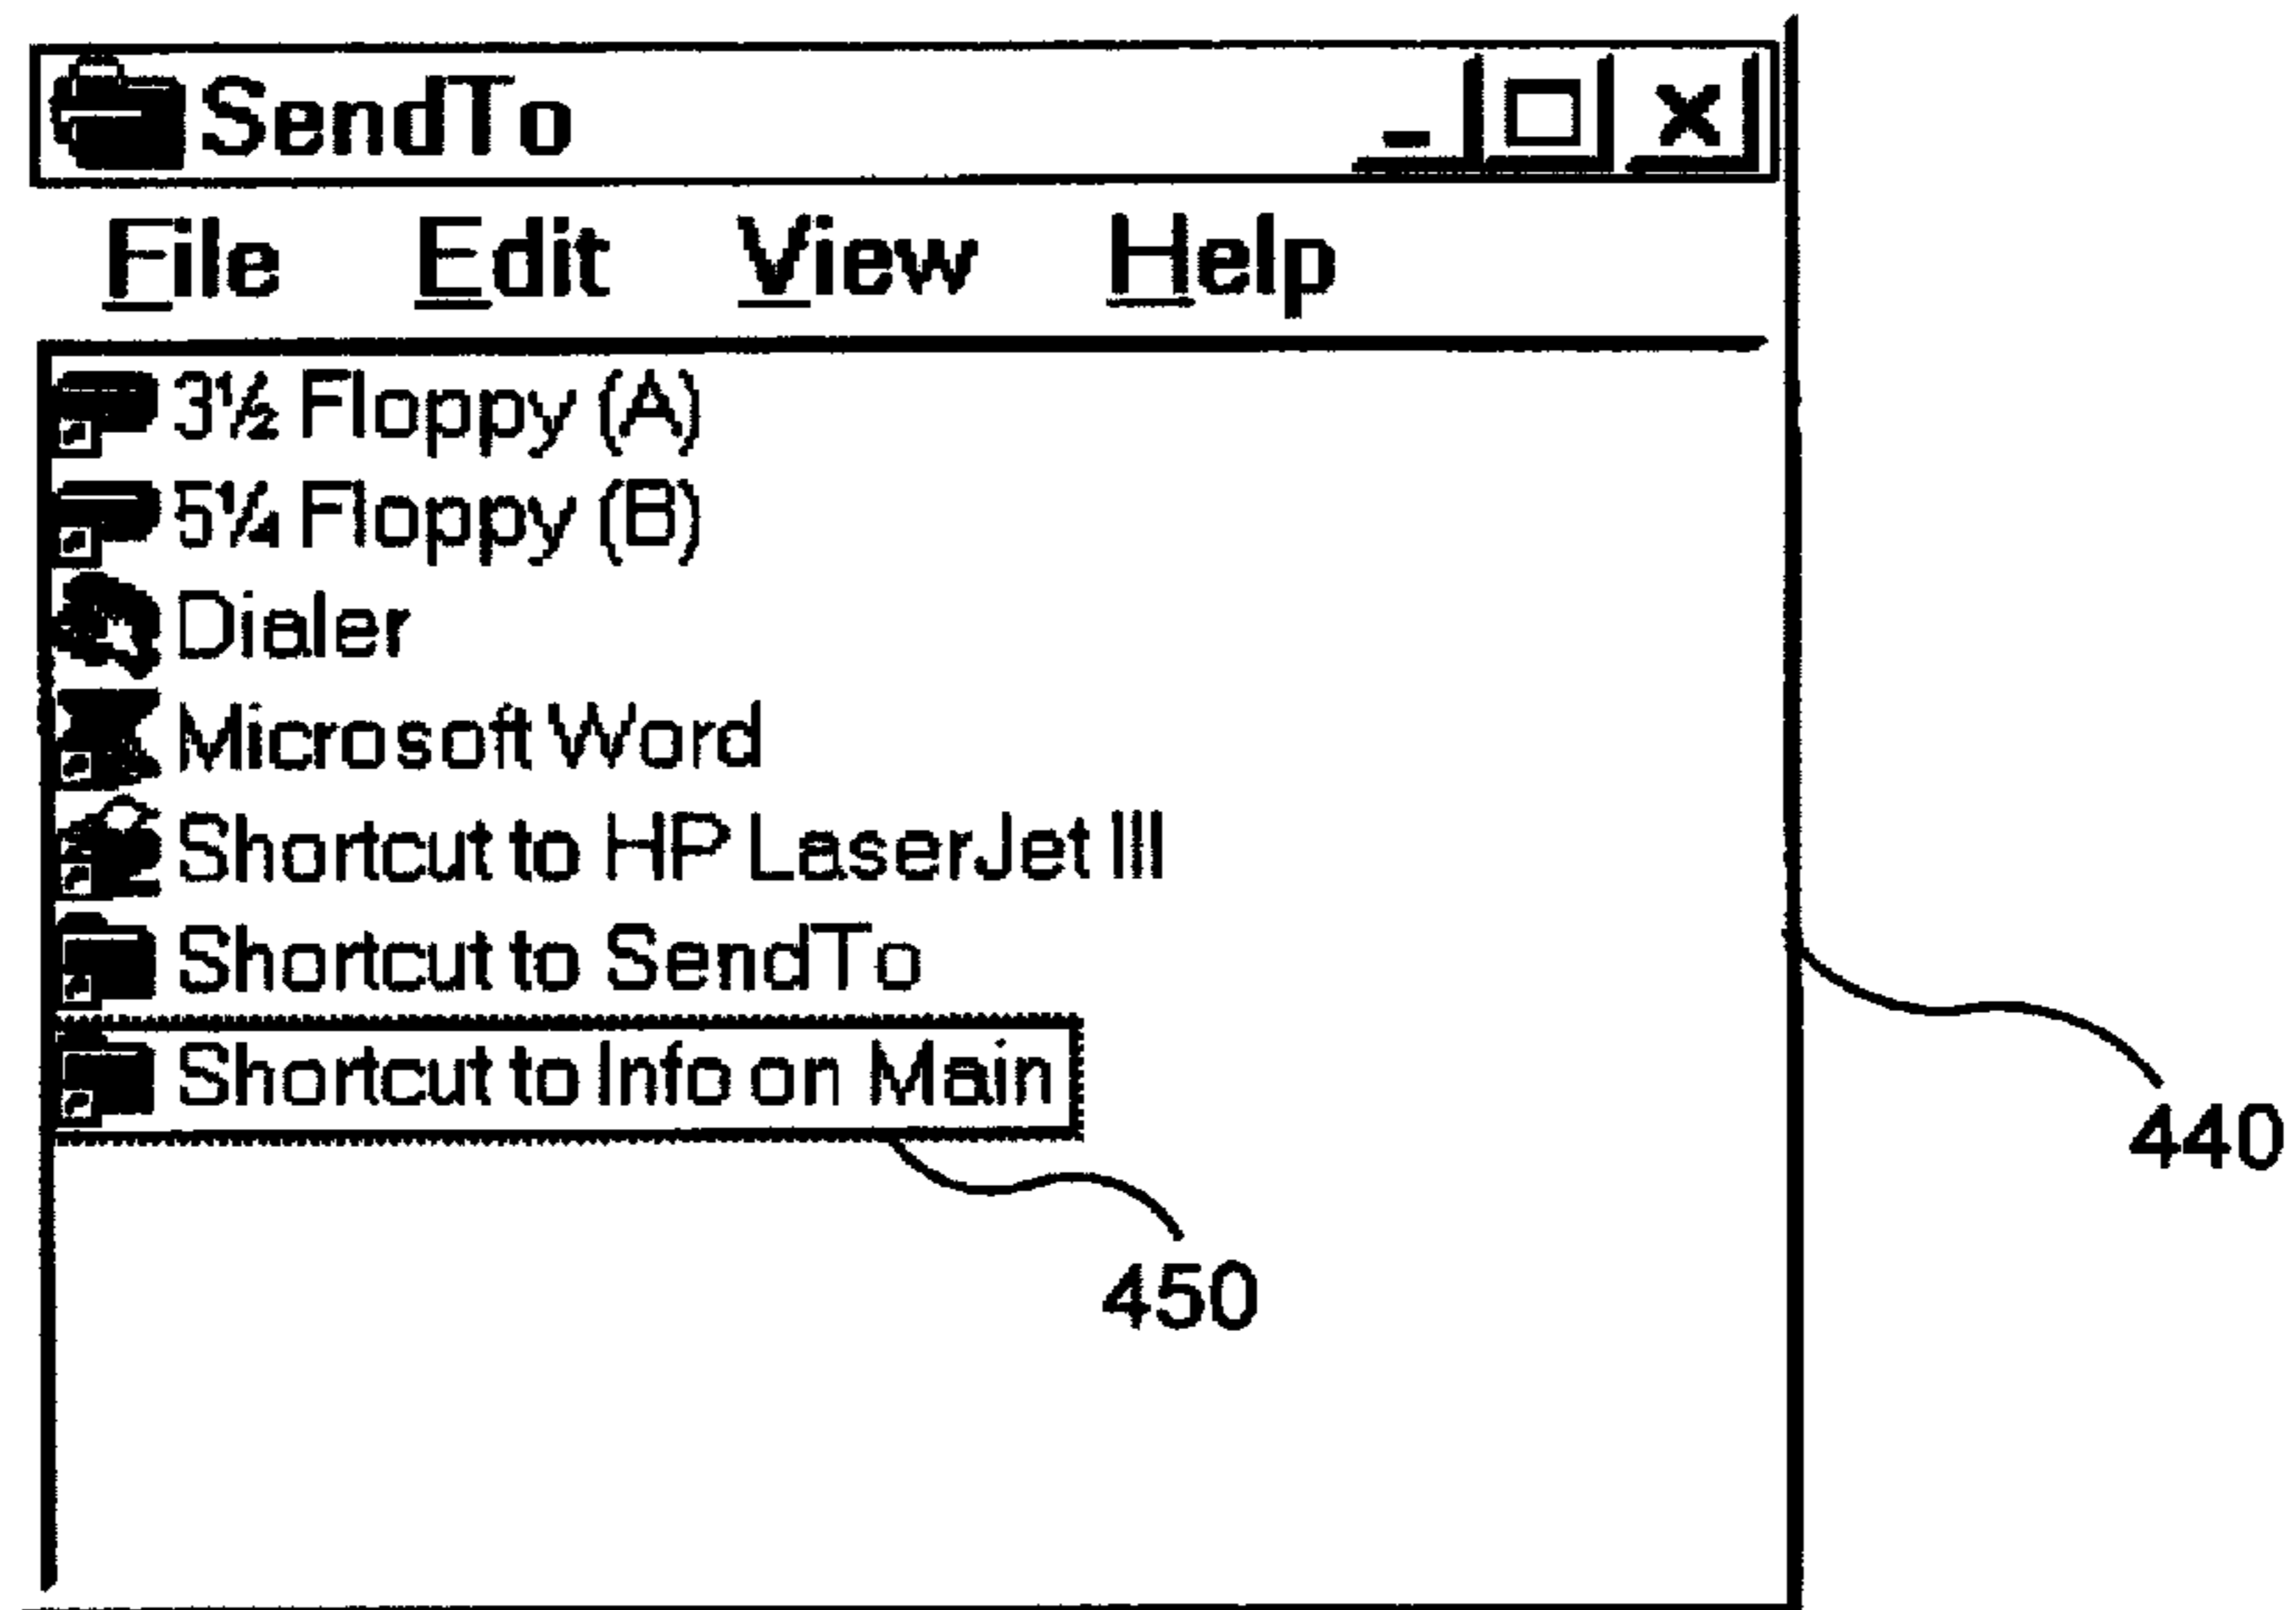 SendTo
File Edit View Help
3½ Floppy (A)
5¼ Floppy (B)
Dialer
Microsoft Word
Shortcut to HP LaserJet III
Shortcut to SendTo
Shortcut to Info on Main
440
450